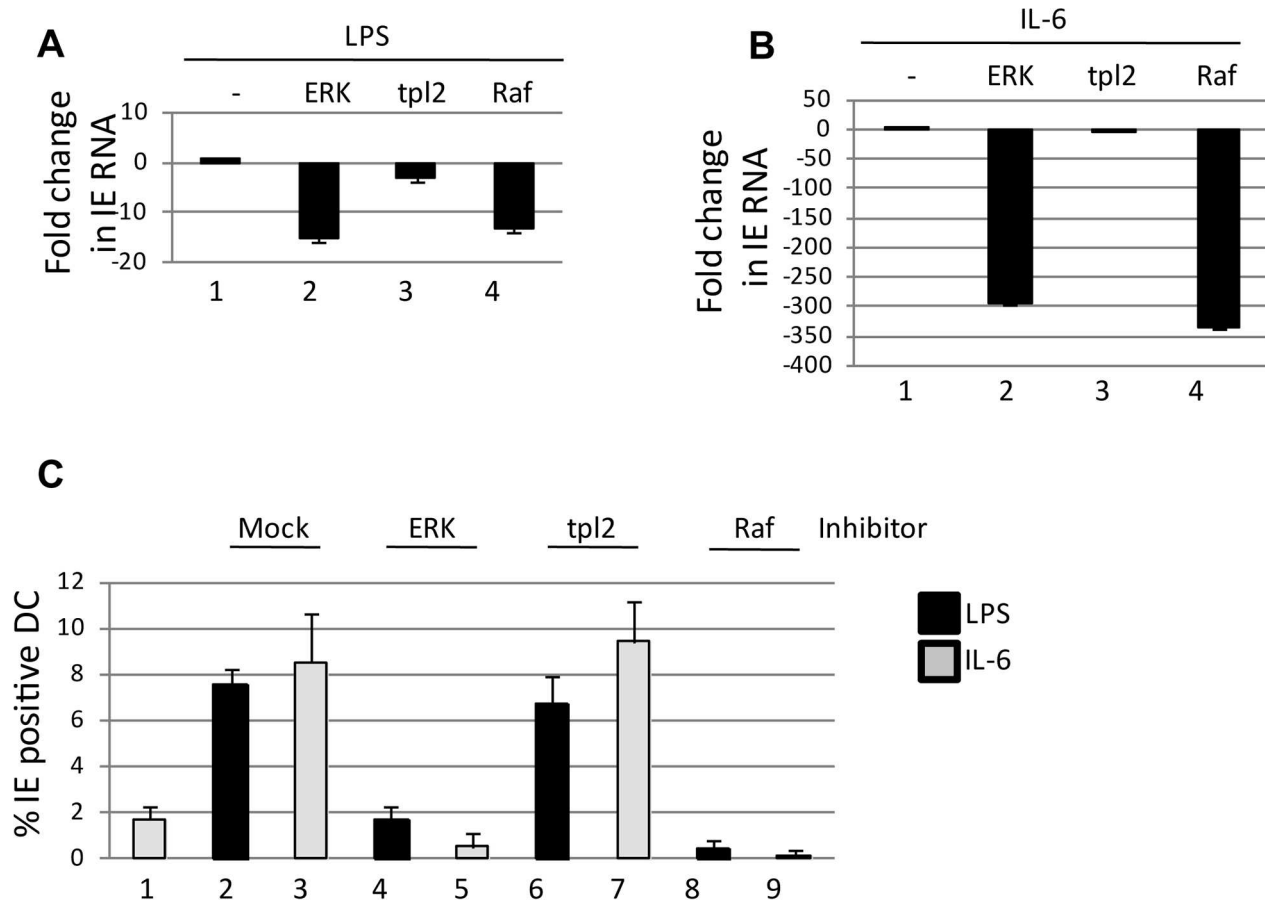 A
LPS
- ERK tpl2 Raf
Fold change
in IE RNA
10
0
-10
-20
1 2 3 4
B
IL-6
- ERK tpl2 Raf
Fold change
in IE RNA
50
0
-50
-100
-150
-200
-250
-300
-350
-400
1 2 3 4
C
Mock ERK tpl2 Raf Inhibitor
% IE positive DC
12
10
8
6
4
2
0
1 2 3 4 5 6 7 8 9
LPS
IL-6